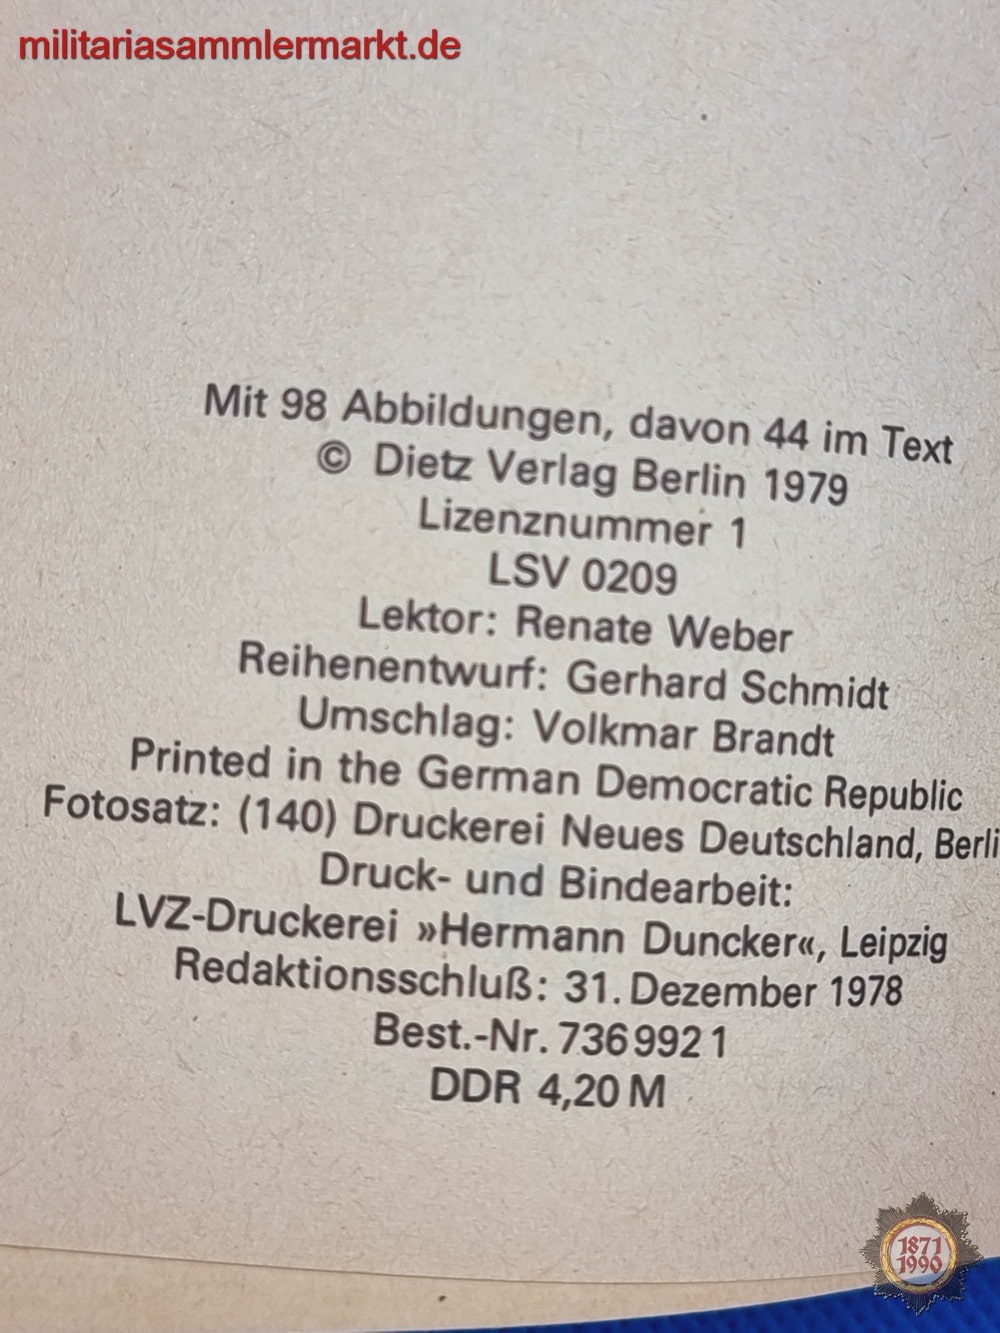 militariasammlermarkt.de
Mit 98 Abbildungen, davon 44 im Text
© Dietz Verlag Berlin 1979
Lizenznummer 1
LSV 0209
Lektor: Renate Weber
Reihenentwurf: Gerhard Schmidt
Umschlag: Volkmar Brandt
Printed in the German Democratic Republic
Fotosatz: (140) Druckerei Neues Deutschland, Berli
Druck- und Bindearbeit:
LVZ-Druckerei »Hermann Duncker«, Leipzig
Redaktionsschluß: 31. Dezember 1978
Best.-Nr. 736 992 1
DDR 4,20 M
1871
1990